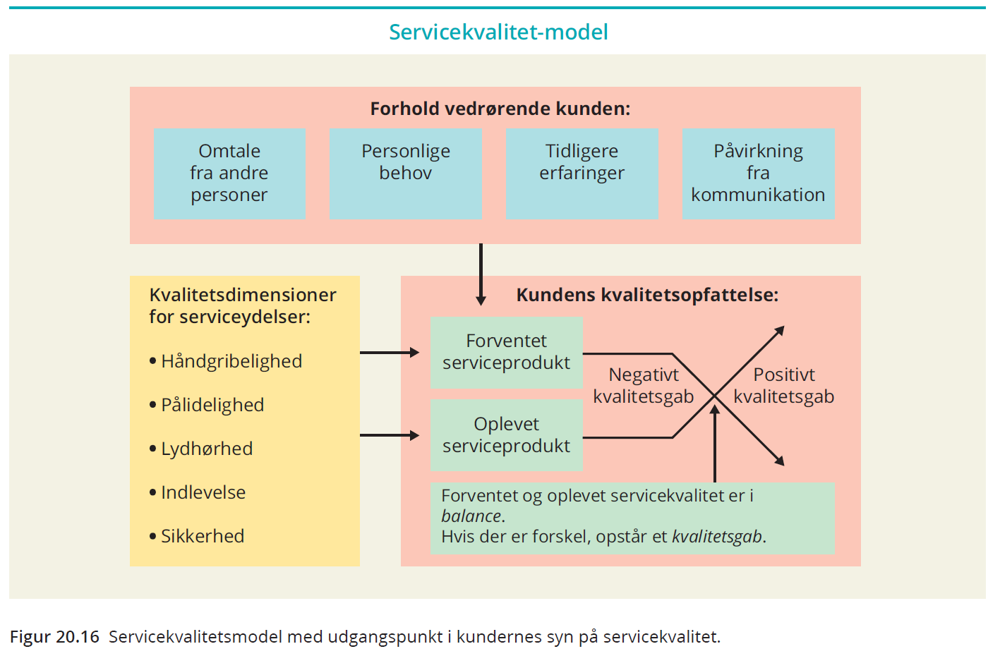 Servicekvalitet-model
Forhold vedrørende kunden:
Omtale
fra andre
personer
Personlige
behov
Tidligere
erfaringer
Påvirkning
fra
kommunikation
Kvalitetsdimensioner
for serviceydelser:
• Håndgribelighed
• Pålidelighed
• Lydhørhed
• Indlevelse
• Sikkerhed
Kundens kvalitetsopfattelse:
Forventet
serviceprodukt
Negativt
kvalitetsgab
Positivt
kvalitetsgab
Oplevet
serviceprodukt
Forventet og oplevet servicekvalitet er i
balance.
Hvis der er forskel, opstår et kvalitetsgab.
Figur 20.16 Servicekvalitetsmodel med udgangspunkt i kundernes syn på servicekvalitet.